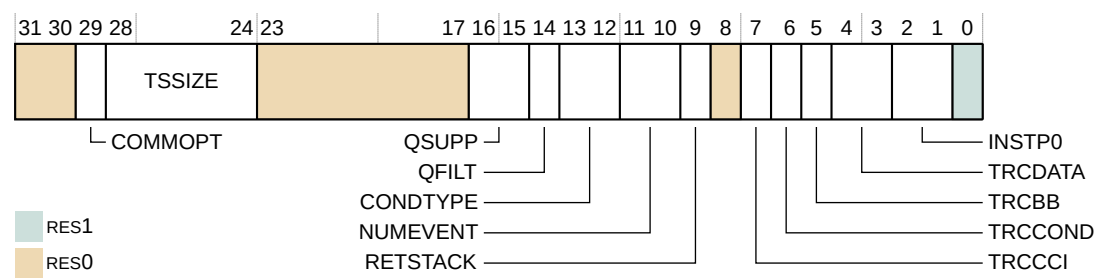 31 30 29 28 24 23 17 16 15 14 13 12 11 10 9 8 7 6 5 4 3 2 1 0
TSSIZE
COMMOPT QSUPP INSTP0
QFILT TRCDATA
CONDTYPE TRCBB
RES1 NUMEVENT TRCCOND
RES0 RETSTACK TRCCCI